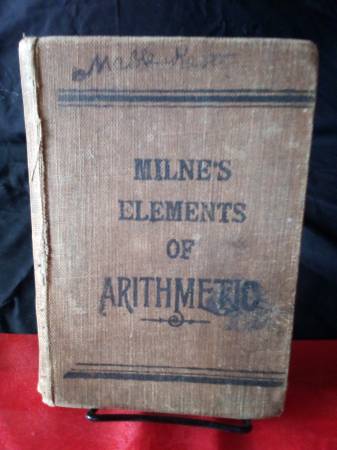 MILNE'S
ELEMENTS
OF
ARITHMETIC